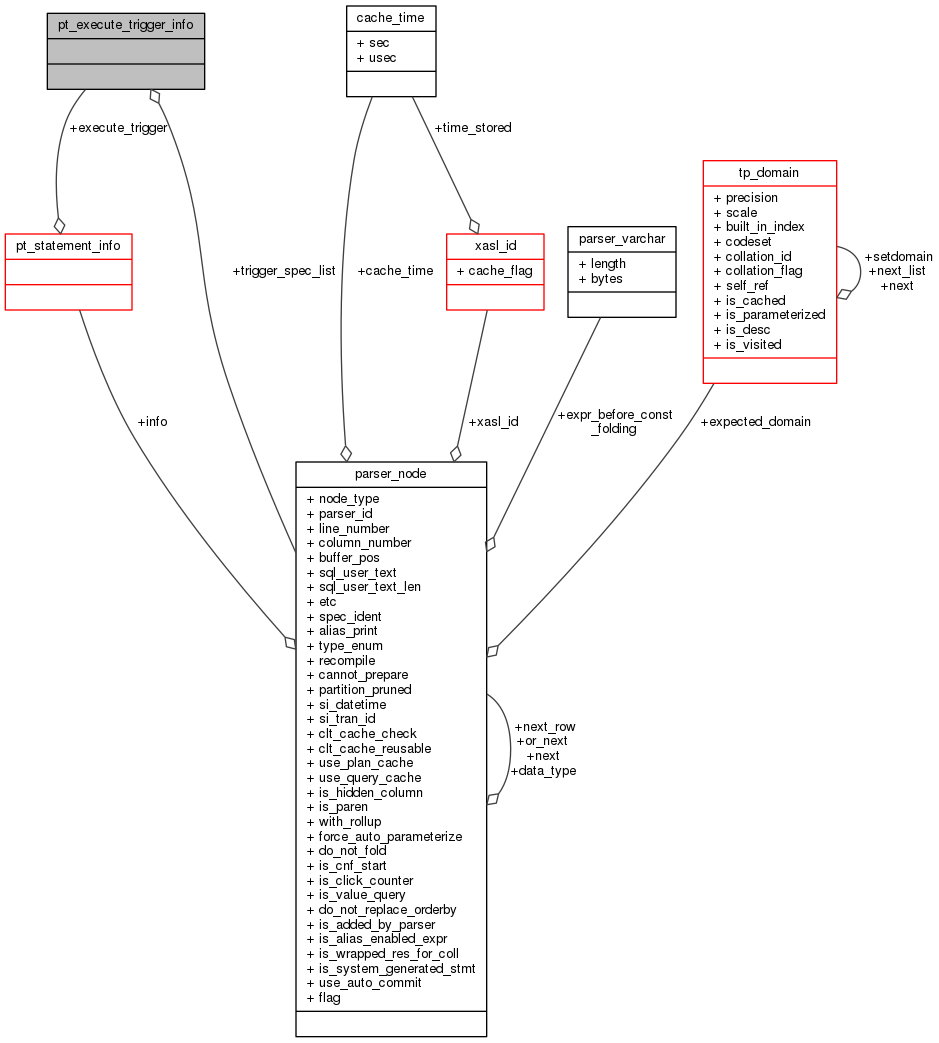 pt_execute_trigger_info
cache_time
+ sec
+ usec
+execute_trigger
+time_stored
tp_domain
+ precision
+ scale
+ built_in_index
+ codeset
+ collation_id
+ collation_flag
+ self_ref
+ is_cached
+ is_parameterized
+ is_desc
+ is_visited
+setdomain
+next_list
+next
pt_statement_info
xasl_id
+ cache_flag
parser_varchar
+ length
+ bytes
+trigger_spec_list
+cache_time
+info
+xasl_id
+expr_before_const
_folding
+expected_domain
parser_node
+ node_type
+ parser_id
+ line_number
+ column_number
+ buffer_pos
+ sql_user_text
+ sql_user_text_len
+ etc
+ spec_ident
+ alias_print
+ type_enum
+ recompile
+ cannot_prepare
+ partition_pruned
+ si_datetime
+ si_tran_id
+ clt_cache_check
+ clt_cache_reusable
+ use_plan_cache
+ use_query_cache
+ is_hidden_column
+ is_paren
+ with_rollup
+ force_auto_parameterize
+ do_not_fold
+ is_cnf_start
+ is_click_counter
+ is_value_query
+ do_not_replace_orderby
+ is_added_by_parser
+ is_alias_enabled_expr
+ is_wrapped_res_for_coll
+ is_system_generated_stmt
+ use_auto_commit
+ flag
+next_row
+or_next
+next
+data_type